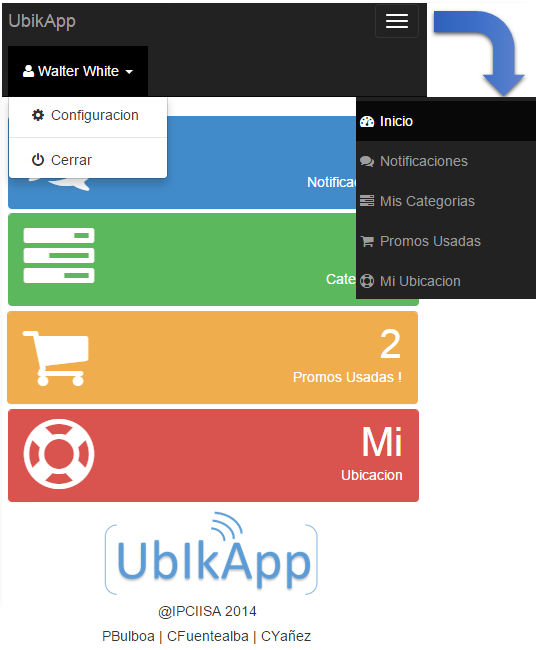 UbikApp
Walter White
Configuracion
Cerrar
Inicio
Notificaciones
Mis Categorias
Promos Usadas
Mi Ubicacion
Notificac
Cate
2
Promos Usadas !
Mi
Ubicacion
UbIkApp
@IPCIISA 2014
PBulboa | CFuentealba | CYañez